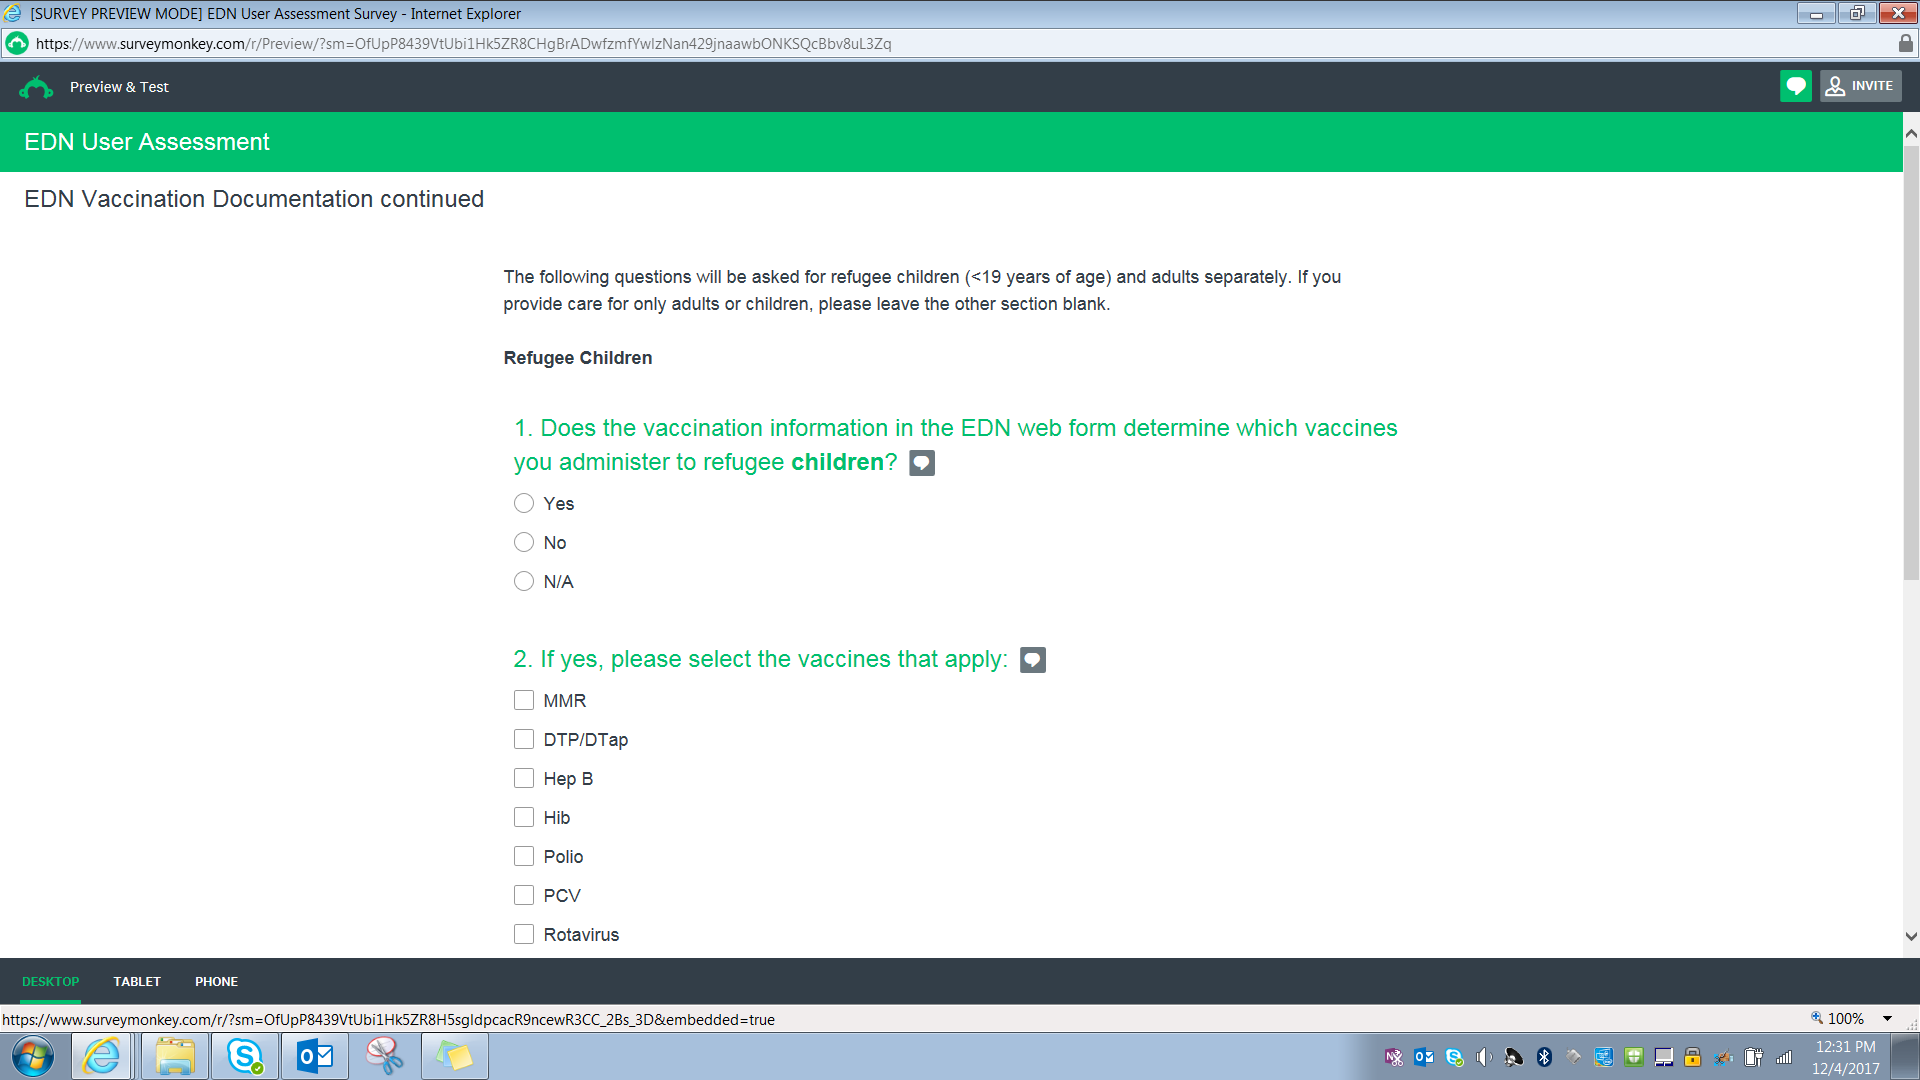 [SURVEY PREVIEW MODE] EDN User Assessment Survey - Internet Explorer
https://www.surveymonkey.com/r/Preview/?sm=OfUpP8439VtUbi1Hk5ZR8CHgBrADwfzmfYwlzNan429jnaawbONKSQcBbv8uL3Zq
Preview & Test
INVITE
EDN User Assessment
EDN Vaccination Documentation continued
The following questions will be asked for refugee children (<19 years of age) and adults separately. If you
provide care for only adults or children, please leave the other section blank.
Refugee Children
1. Does the vaccination information in the EDN web form determine which vaccines
you administer to refugee children?
Yes
No
N/A
2. If yes, please select the vaccines that apply:
MMR
DTP/DTap
Hep B
Hib
Polio
PCV
Rotavirus
DESKTOP TABLET PHONE
https://www.surveymonkey.com/r/?sm=OfUpP8439VtUbi1Hk5ZR8H5sgIdpcacR9ncewR3CC_2Bs_3D&embedded=true
100%
12:31 PM
12/4/2017